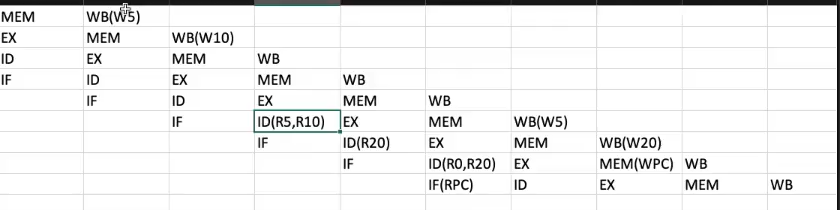 MEM WB(W5)
EX MEM WB(W10)
ID EX MEM WB
IF ID EX MEM WB
IF ID EX MEM WB
IF ID(R5,R10) EX MEM WB(W5)
IF ID(R20) EX MEM WB(W20)
IF ID(R0,R20) EX MEM(WPC) WB
IF(RPC) ID EX MEM WB